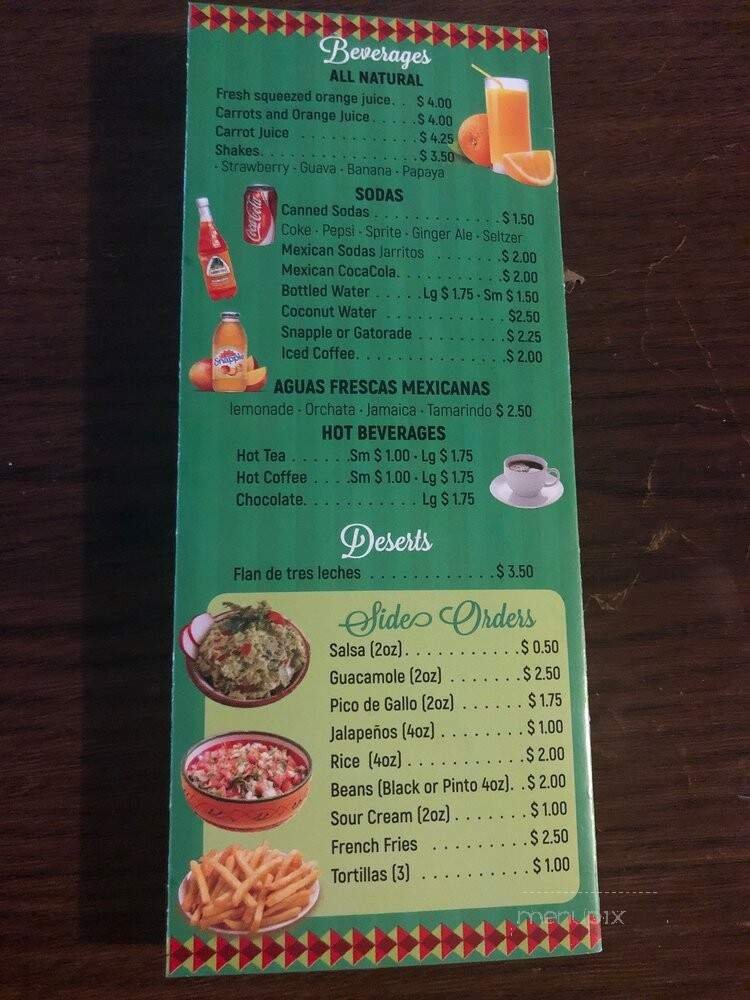 Beverages
ALL NATURAL
Fresh squeezed orange juice. . $ 4.00
Carrots and Orange Juice. . . . . $ 4.00
Carrot Juice . . . . . . . . . . . . $ 4.25
Shakes. . . . . . . . . . . . . . . . $ 3.50
· Strawberry · Guava · Banana · Papaya
SODAS
Canned Sodas . . . . . . . . . . . . $ 1.50
Coke · Pepsi · Sprite · Ginger Ale · Seltzer
Mexican Sodas Jarritos . . . . . . . $ 2.00
Mexican CocaCola. . . . . . . . . . . $ 2.00
Bottled Water . . . . . Lg $ 1.75 · Sm $ 1.50
Coconut Water . . . . . . . . . . . . $2.50
Snapple or Gatorade . . . . . . . . . $ 2.25
Iced Coffee. . . . . . . . . . . . . . . $ 2.00
Coca-Cola
Snapple
AGUAS FRESCAS MEXICANAS
lemonade · Orchata · Jamaica · Tamarindo $ 2.50
HOT BEVERAGES
Hot Tea . . . . . .Sm $ 1.00 · Lg $ 1.75
Hot Coffee . . . .Sm $ 1.00 · Lg $ 1.75
Chocolate. . . . . . . . . . . . Lg $ 1.75
Deserts
Flan de tres leches . . . . . . . . . . . . $ 3.50
Side Orders
Salsa (2oz). . . . . . . . . . . $ 0.50
Guacamole (2oz) . . . . . . . $ 2.50
Pico de Gallo (2oz) . . . . . . $ 1.75
Jalapeños (4oz) . . . . . . . . $ 1.00
Rice (4oz) . . . . . . . . . . . . $ 2.00
Beans (Black or Pinto 4oz). . $ 2.00
Sour Cream (2oz) . . . . . . . $ 1.00
French Fries . . . . . . . . . $ 2.50
Tortillas (3) . . . . . . . . . . $ 1.00
menupix